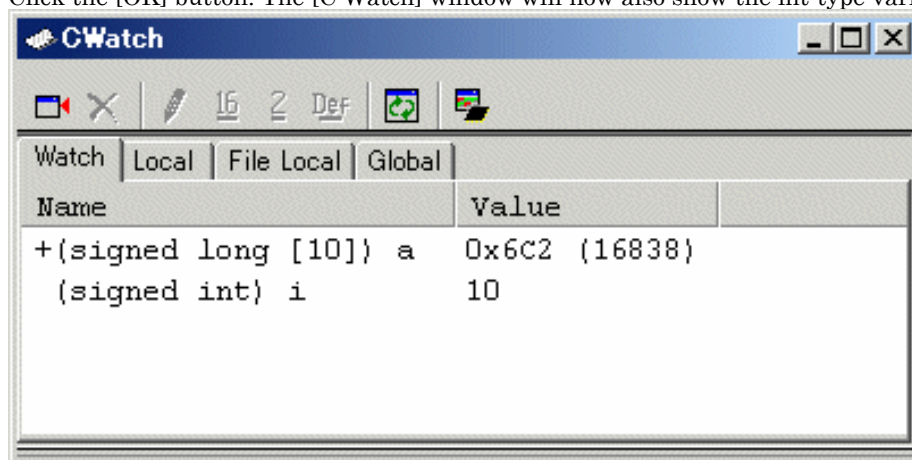 Click the [OK] button. The [C Watch] window will now also show the int type
CWatch
16 2 Def
Watch Local File Local Global
Name Value
+(signed long [10]) a 0x6C2 (16838)
(signed int) i 10